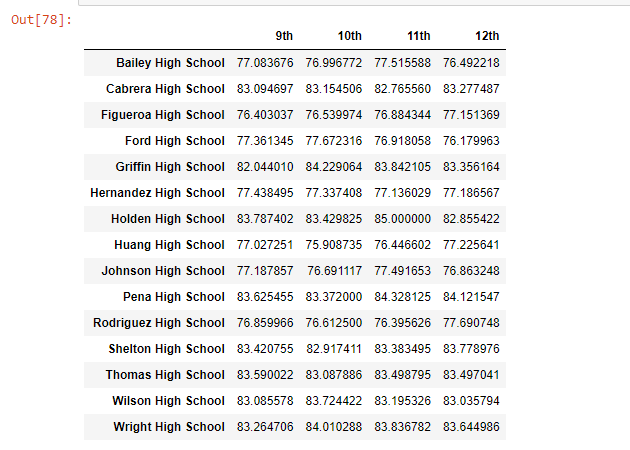 Out[78]:
9th 10th 11th 12th
Bailey High School 77.083676 76.996772 77.515588 76.492218
Cabrera High School 83.094697 83.154506 82.765560 83.277487
Figueroa High School 76.403037 76.539974 76.884344 77.151369
Ford High School 77.361345 77.672316 76.918058 76.179963
Griffin High School 82.044010 84.229064 83.842105 83.356164
Hernandez High School 77.438495 77.337408 77.136029 77.186567
Holden High School 83.787402 83.429825 85.000000 82.855422
Huang High School 77.027251 75.908735 76.446602 77.225641
Johnson High School 77.187857 76.691117 77.491653 76.863248
Pena High School 83.625455 83.372000 84.328125 84.121547
Rodriguez High School 76.859966 76.612500 76.395626 77.690748
Shelton High School 83.420755 82.917411 83.383495 83.778976
Thomas High School 83.590022 83.087886 83.498795 83.497041
Wilson High School 83.085578 83.724422 83.195326 83.035794
Wright High School 83.264706 84.010288 83.836782 83.644986